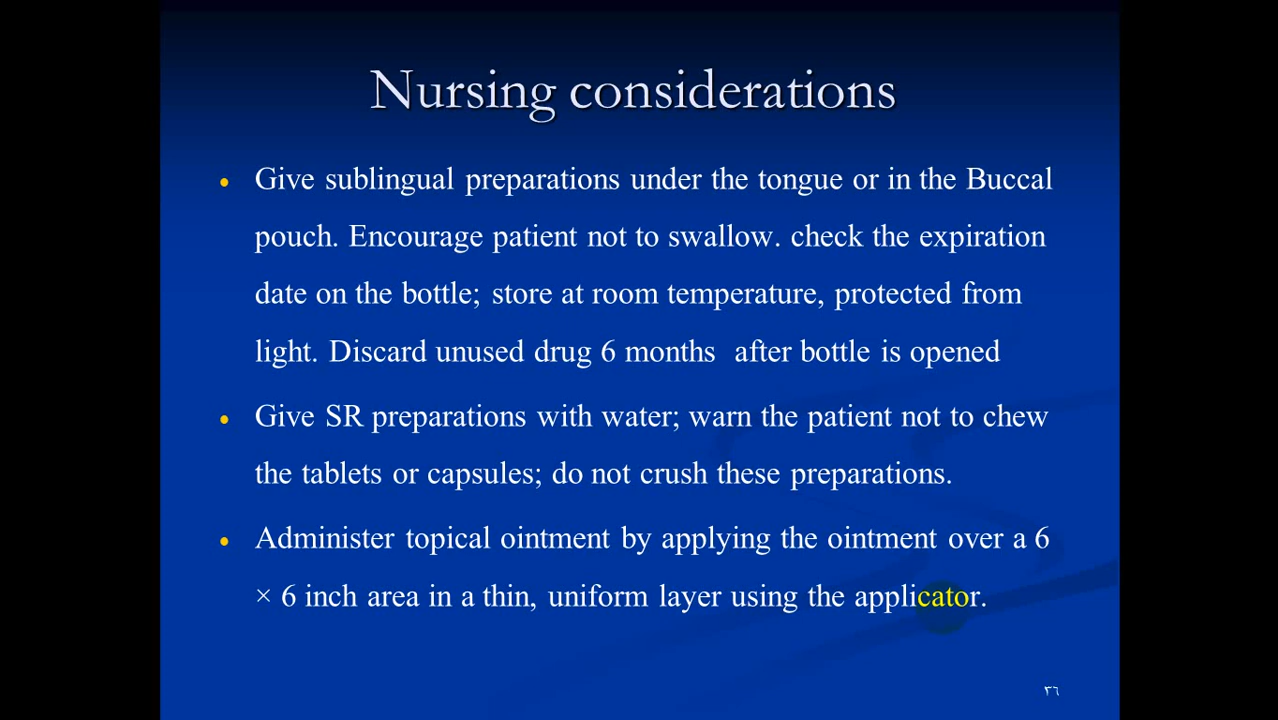 Nursing considerations
• Give sublingual preparations under the tongue or in the Buccal
pouch. Encourage patient not to swallow. check the expiration
date on the bottle; store at room temperature, protected from
light. Discard unused drug 6 months after bottle is opened
• Give SR preparations with water; warn the patient not to chew
the tablets or capsules; do not crush these preparations.
• Administer topical ointment by applying the ointment over a 6
× 6 inch area in a thin, uniform layer using the applicator.
٣٦